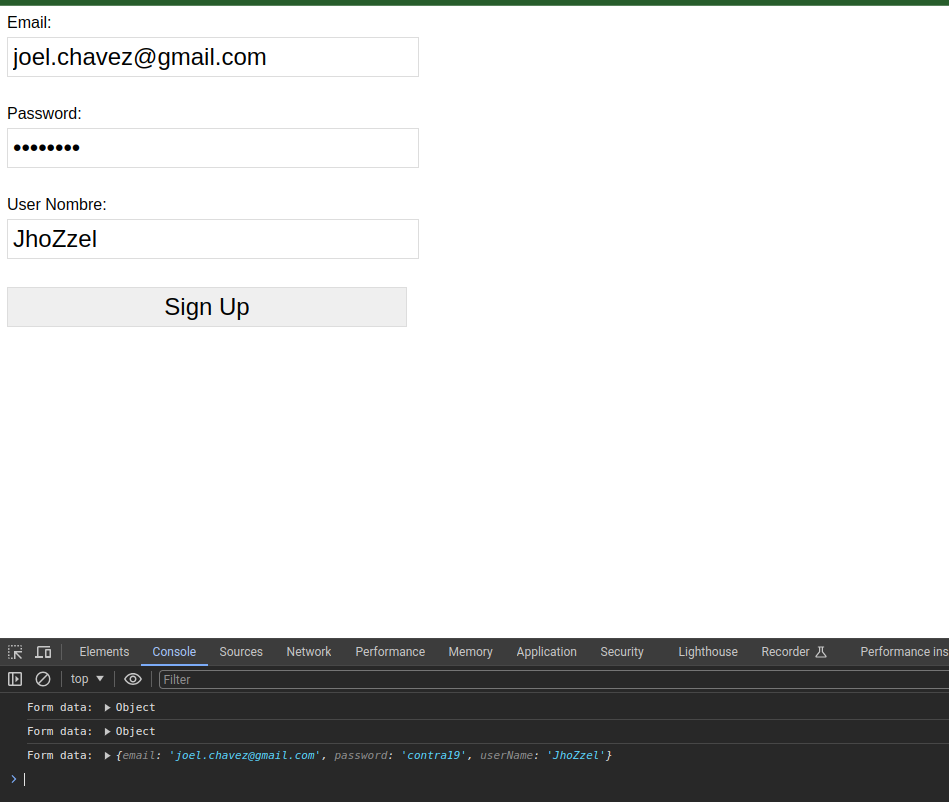 Email:
joel.chavez@gmail.com
Password:
••••••••
User Nombre:
JhoZzel
Sign Up
Elements Console Sources Network Performance Memory Application Security Lighthouse Recorder Performance ins
top Filter
Form data: Object
Form data: Object
Form data: {email: 'joel.chavez@gmail.com', password: 'contra19', userName: 'JhoZzel'}